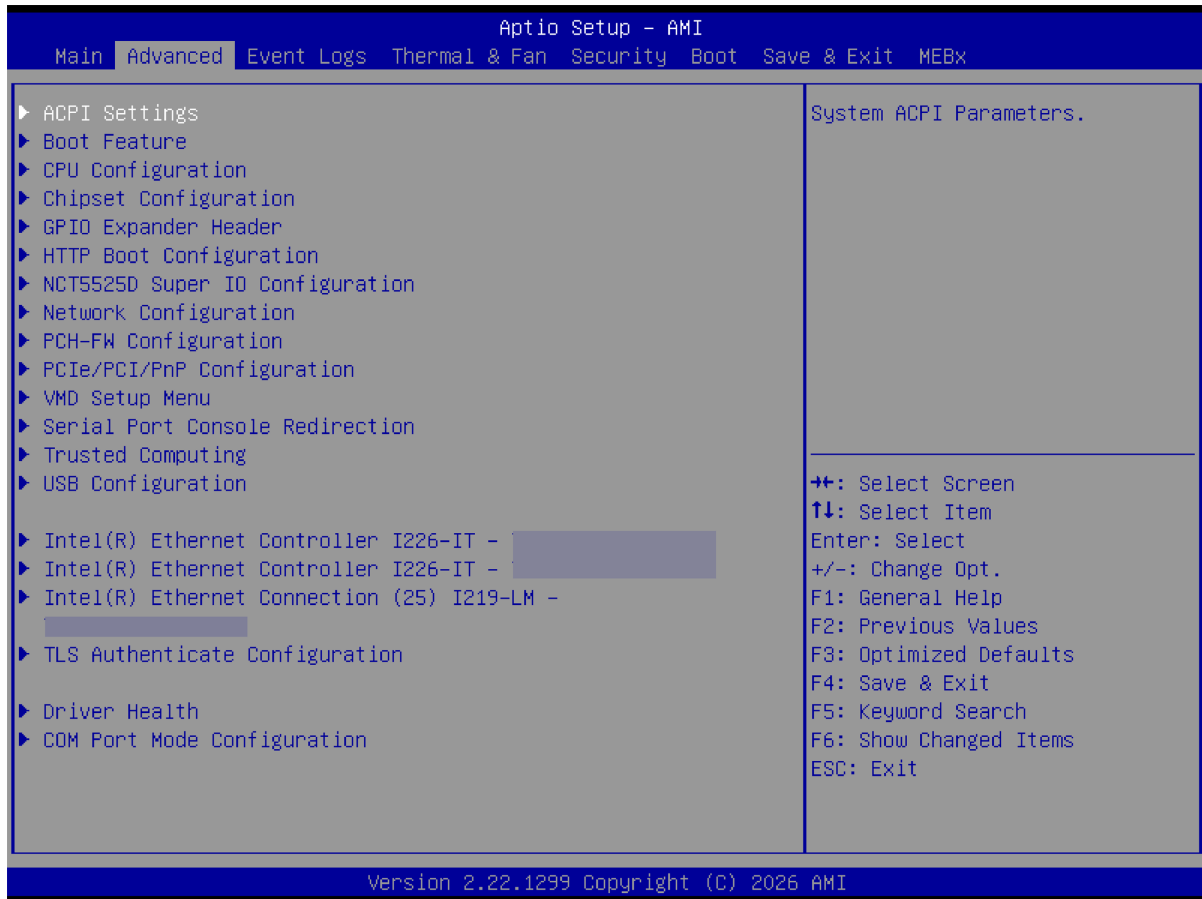 Aptio Setup – AMI
Main Advanced Event Logs Thermal & Fan Security Boot Save & Exit MEBx
ACPI Settings
Boot Feature
CPU Configuration
Chipset Configuration
GPIO Expander Header
HTTP Boot Configuration
NCT5525D Super IO Configuration
Network Configuration
PCH-FW Configuration
PCIe/PCI/PnP Configuration
VMD Setup Menu
Serial Port Console Redirection
Trusted Computing
USB Configuration
Intel(R) Ethernet Controller I226-IT –
Intel(R) Ethernet Controller I226-IT –
Intel(R) Ethernet Connection (25) I219-LM –
TLS Authenticate Configuration
Driver Health
COM Port Mode Configuration
System ACPI Parameters.
→←: Select Screen
↑↓: Select Item
Enter: Select
+/-: Change Opt.
F1: General Help
F2: Previous Values
F3: Optimized Defaults
F4: Save & Exit
F5: Keyword Search
F6: Show Changed Items
ESC: Exit
Version 2.22.1299 Copyright (C) 2026 AMI